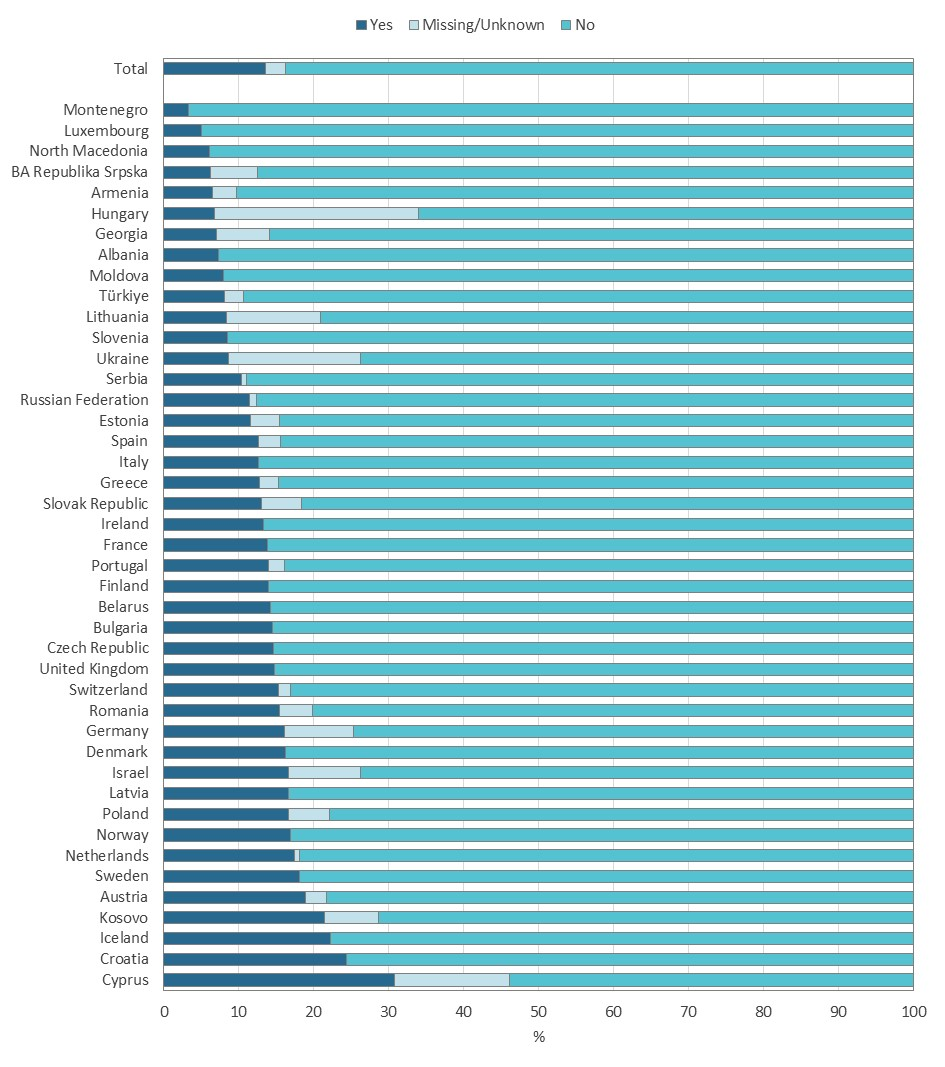 Yes Missing/Unknown No
Total
Montenegro
Luxembourg
North Macedonia
BA Republika Srpska
Armenia
Hungary
Georgia
Albania
Moldova
Türkiye
Lithuania
Slovenia
Ukraine
Serbia
Russian Federation
Estonia
Spain
Italy
Greece
Slovak Republic
Ireland
France
Portugal
Finland
Belarus
Bulgaria
Czech Republic
United Kingdom
Switzerland
Romania
Germany
Denmark
Israel
Latvia
Poland
Norway
Netherlands
Sweden
Austria
Kosovo
Iceland
Croatia
Cyprus
0 10 20 30 40 50 60 70 80 90 100
%